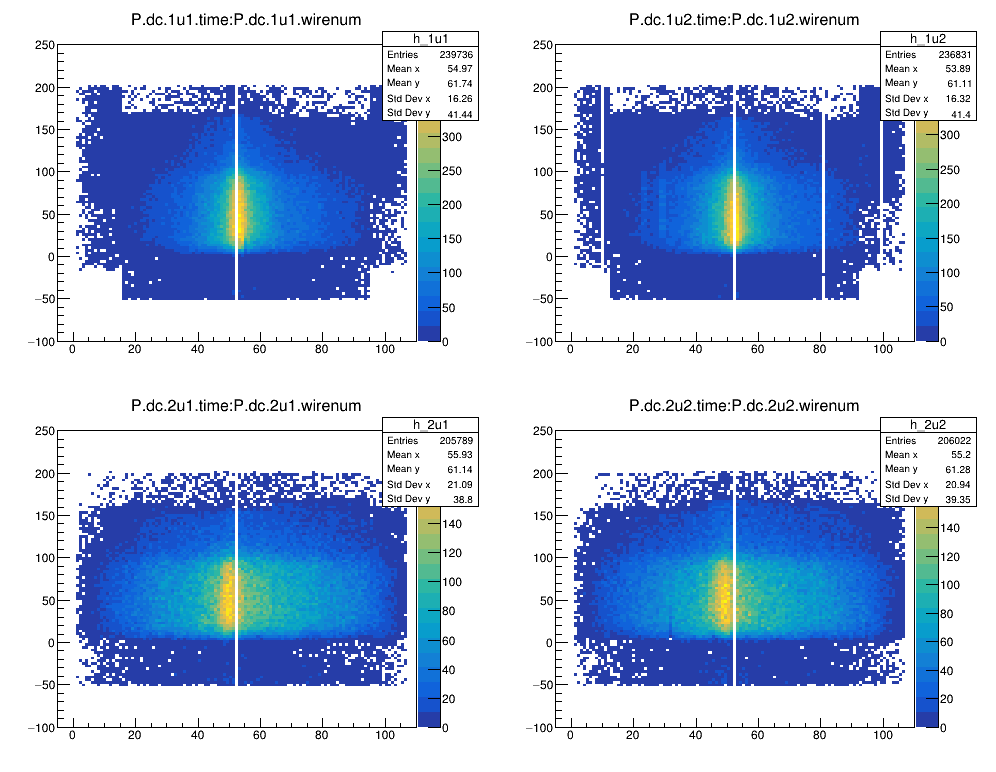 P.dc.1u1.time:P.dc.1u1.wirenum
h_1u1
Entries 239736
Mean x 54.97
Mean y 61.74
Std Dev x 16.26
Std Dev y 41.44
250
200
150
100
50
0
−50
−100
0 20 40 60 80 100
300
250
200
150
100
50
0
P.dc.1u2.time:P.dc.1u2.wirenum
h_1u2
Entries 236831
Mean x 53.89
Mean y 61.11
Std Dev x 16.32
Std Dev y 41.4
250
200
150
100
50
0
−50
−100
0 20 40 60 80 100
300
250
200
150
100
50
0
P.dc.2u1.time:P.dc.2u1.wirenum
h_2u1
Entries 205789
Mean x 55.93
Mean y 61.14
Std Dev x 21.09
Std Dev y 38.8
250
200
150
100
50
0
−50
−100
0 20 40 60 80 100
140
120
100
80
60
40
20
0
P.dc.2u2.time:P.dc.2u2.wirenum
h_2u2
Entries 206022
Mean x 55.2
Mean y 61.28
Std Dev x 20.94
Std Dev y 39.35
250
200
150
100
50
0
−50
−100
0 20 40 60 80 100
140
120
100
80
60
40
20
0